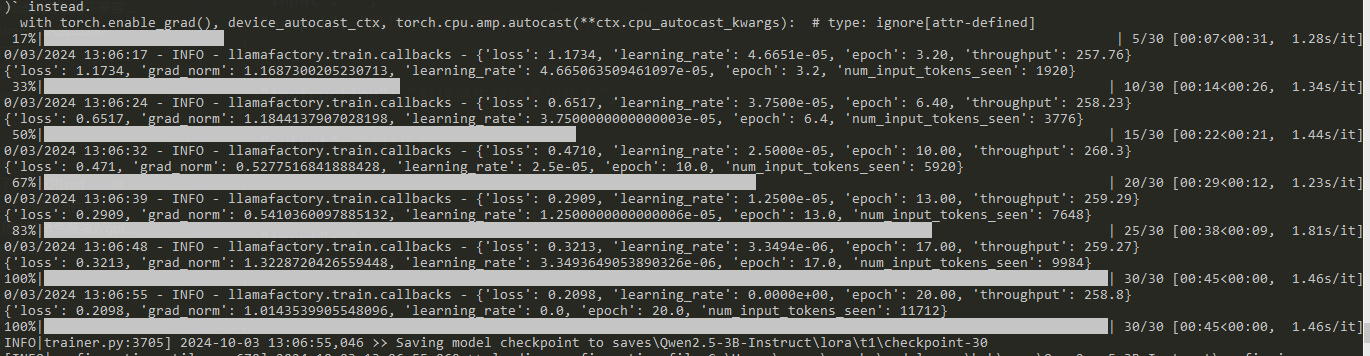 )` instead.
  with torch.enable_grad(), device_autocast_ctx, torch.cpu.amp.autocast(**ctx.cpu_autocast_kwargs):  # type: ignore[attr-defined]
 17%| | 5/30 [00:07<00:31,  1.28s/it]
0/03/2024 13:06:17 - INFO - llamafactory.train.callbacks - {'loss': 1.1734, 'learning_rate': 4.6651e-05, 'epoch': 3.20, 'throughput': 257.76}
{'loss': 1.1734, 'grad_norm': 1.1687300205230713, 'learning_rate': 4.665063509461097e-05, 'epoch': 3.2, 'num_input_tokens_seen': 1920}
 33%| | 10/30 [00:14<00:26,  1.34s/it]
0/03/2024 13:06:24 - INFO - llamafactory.train.callbacks - {'loss': 0.6517, 'learning_rate': 3.7500e-05, 'epoch': 6.40, 'throughput': 258.23}
{'loss': 0.6517, 'grad_norm': 1.1844137907028198, 'learning_rate': 3.7500000000000003e-05, 'epoch': 6.4, 'num_input_tokens_seen': 3776}
 50%| | 15/30 [00:22<00:21,  1.44s/it]
0/03/2024 13:06:32 - INFO - llamafactory.train.callbacks - {'loss': 0.4710, 'learning_rate': 2.5000e-05, 'epoch': 10.00, 'throughput': 260.3}
{'loss': 0.471, 'grad_norm': 0.5277516841888428, 'learning_rate': 2.5e-05, 'epoch': 10.0, 'num_input_tokens_seen': 5920}
 67%| | 20/30 [00:29<00:12,  1.23s/it]
0/03/2024 13:06:39 - INFO - llamafactory.train.callbacks - {'loss': 0.2909, 'learning_rate': 1.2500e-05, 'epoch': 13.00, 'throughput': 259.29}
{'loss': 0.2909, 'grad_norm': 0.5410360097885132, 'learning_rate': 1.2500000000000006e-05, 'epoch': 13.0, 'num_input_tokens_seen': 7648}
 83%| | 25/30 [00:38<00:09,  1.81s/it]
0/03/2024 13:06:48 - INFO - llamafactory.train.callbacks - {'loss': 0.3213, 'learning_rate': 3.3494e-06, 'epoch': 17.00, 'throughput': 259.27}
{'loss': 0.3213, 'grad_norm': 1.3228720426559448, 'learning_rate': 3.3493649053890326e-06, 'epoch': 17.0, 'num_input_tokens_seen': 9984}
100%| | 30/30 [00:45<00:00,  1.46s/it]
0/03/2024 13:06:55 - INFO - llamafactory.train.callbacks - {'loss': 0.2098, 'learning_rate': 0.0000e+00, 'epoch': 20.00, 'throughput': 258.8}
{'loss': 0.2098, 'grad_norm': 1.0143539905548096, 'learning_rate': 0.0, 'epoch': 20.0, 'num_input_tokens_seen': 11712}
100%| | 30/30 [00:45<00:00,  1.46s/it]
INFO|trainer.py:3705] 2024-10-03 13:06:55,046 >> Saving model checkpoint to saves\Qwen2.5-3B-Instruct\lora\t1\checkpoint-30